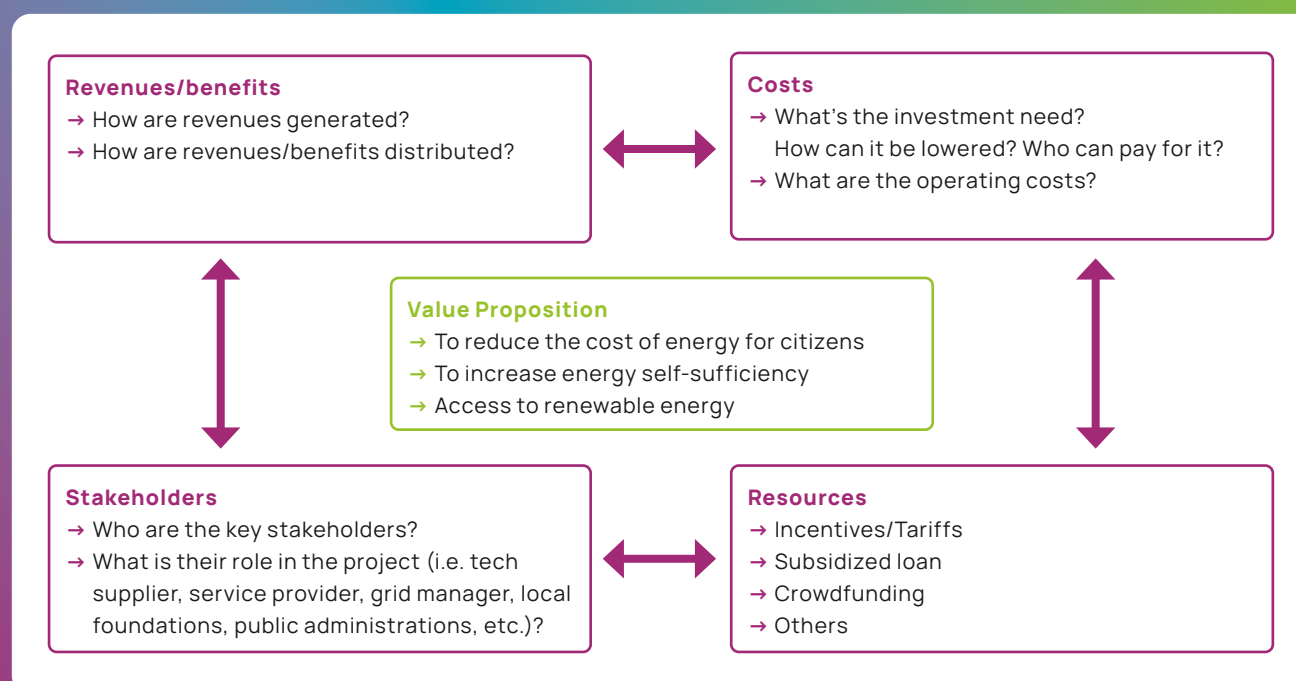 Revenues/benefits
→ How are revenues generated?
→ How are revenues/benefits distributed?
Costs
→ What's the investment need?
How can it be lowered? Who can pay for it?
→ What are the operating costs?
Value Proposition
→ To reduce the cost of energy for citizens
→ To increase energy self-sufficiency
→ Access to renewable energy
Stakeholders
→ Who are the key stakeholders?
→ What is their role in the project (i.e. tech
supplier, service provider, grid manager, local
foundations, public administrations, etc.)?
Resources
→ Incentives/Tariffs
→ Subsidized loan
→ Crowdfunding
→ Others